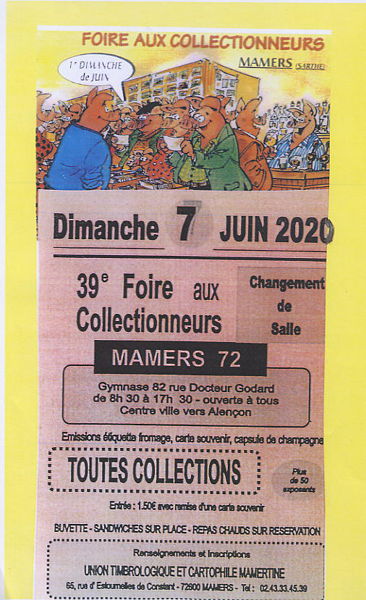 FOIRE AUX COLLECTIONNEURS
MAMERS (SARTHE)
1er DIMANCHE
de JUIN
Dimanche 7 JUIN 2020
39e Foire aux
Collectionneurs
Changement
de
Salle
MAMERS 72
Gymnase 82 rue Docteur Godard
de 8h 30 à 17h 30 - ouverte à tous
Centre ville vers Alençon
Emissions étiquette fromage, carte souvenir, capsule de champagne
TOUTES COLLECTIONS
Plus
de 50
exposants
Entrée : 1.50€ avec remise d'une carte souvenir
BUVETTE - SANDWICHES SUR PLACE - REPAS CHAUDS SUR RESERVATION
Renseignements et Inscriptions
UNION TIMBROLOGIQUE ET CARTOPHILE MAMERTINE
65, rue d' Estournelles de Constant - 72600 MAMERS - Tel : 02.43.33.45.39